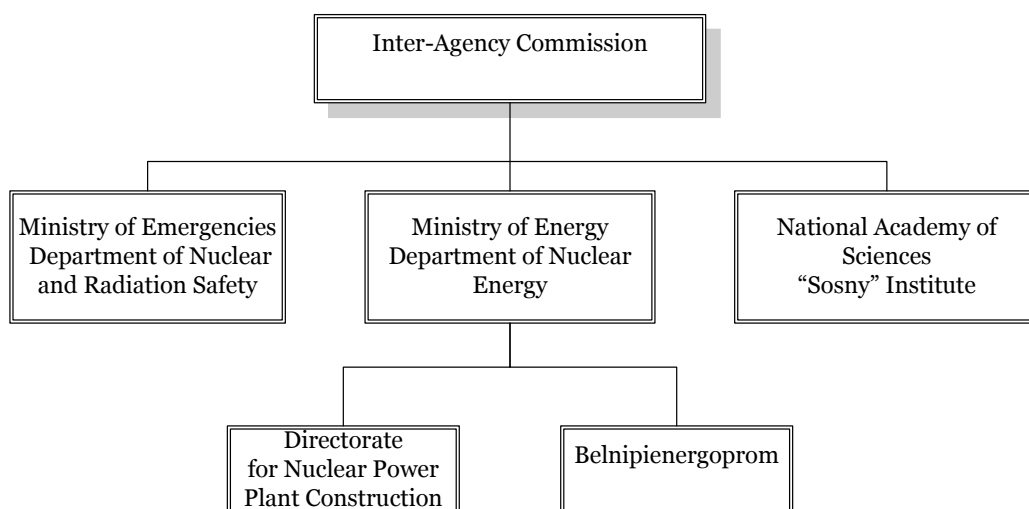 Inter-Agency Commission
Ministry of Emergencies
Department of Nuclear
and Radiation Safety
Ministry of Energy
Department of Nuclear
Energy
National Academy of
Sciences
“Sosny” Institute
Directorate
for Nuclear Power
Plant Construction
Belnipienergoprom